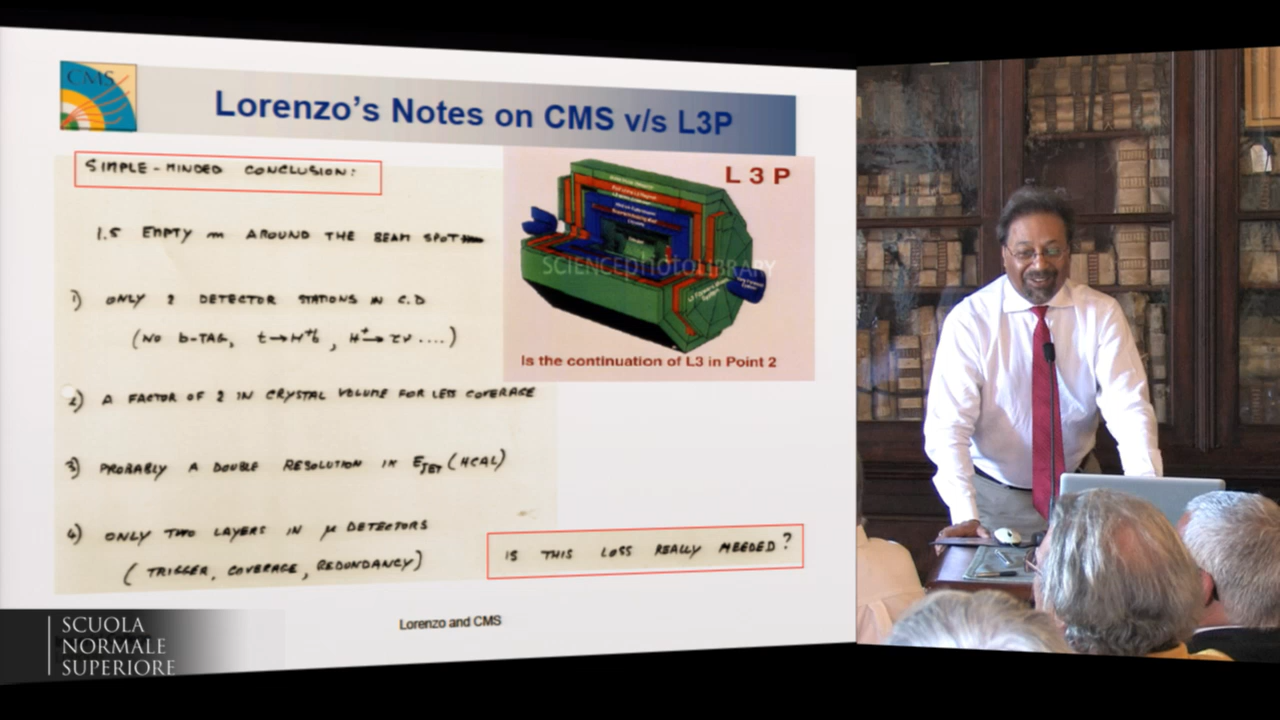 CMS
Lorenzo's Notes on CMS v/s L3P
SIMPLE-MINDED CONCLUSION:
1.5 EMPTY m AROUND THE BEAM SPOT
1) ONLY 2 DETECTOR STATIONS IN C.D
(NO b-TAG, t→H⁺b, H⁺→τν ....)
2) A FACTOR OF 2 IN CRYSTAL VOLUME FOR LESS COVERAGE
3) PROBABLY A DOUBLE RESOLUTION IN EJET (HCAL)
4) ONLY TWO LAYERS IN μ DETECTORS
(TRIGGER, COVERAGE, REDUNDANCY)
L3P
SCIENCEphotoLIBRARY
Is the continuation of L3 in Point 2
IS THIS LOSS REALLY NEEDED?
Lorenzo and CMS
SCUOLA
NORMALE
SUPERIORE